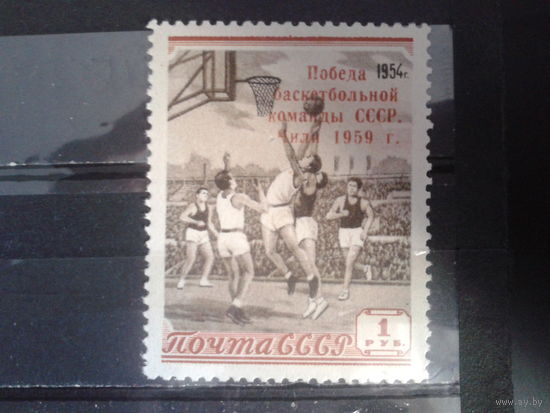 Победа 1954г.
баскетбольной
команды СССР.
Чили 1959 г.
1
РУБ.
Почта СССР
www.ay.by